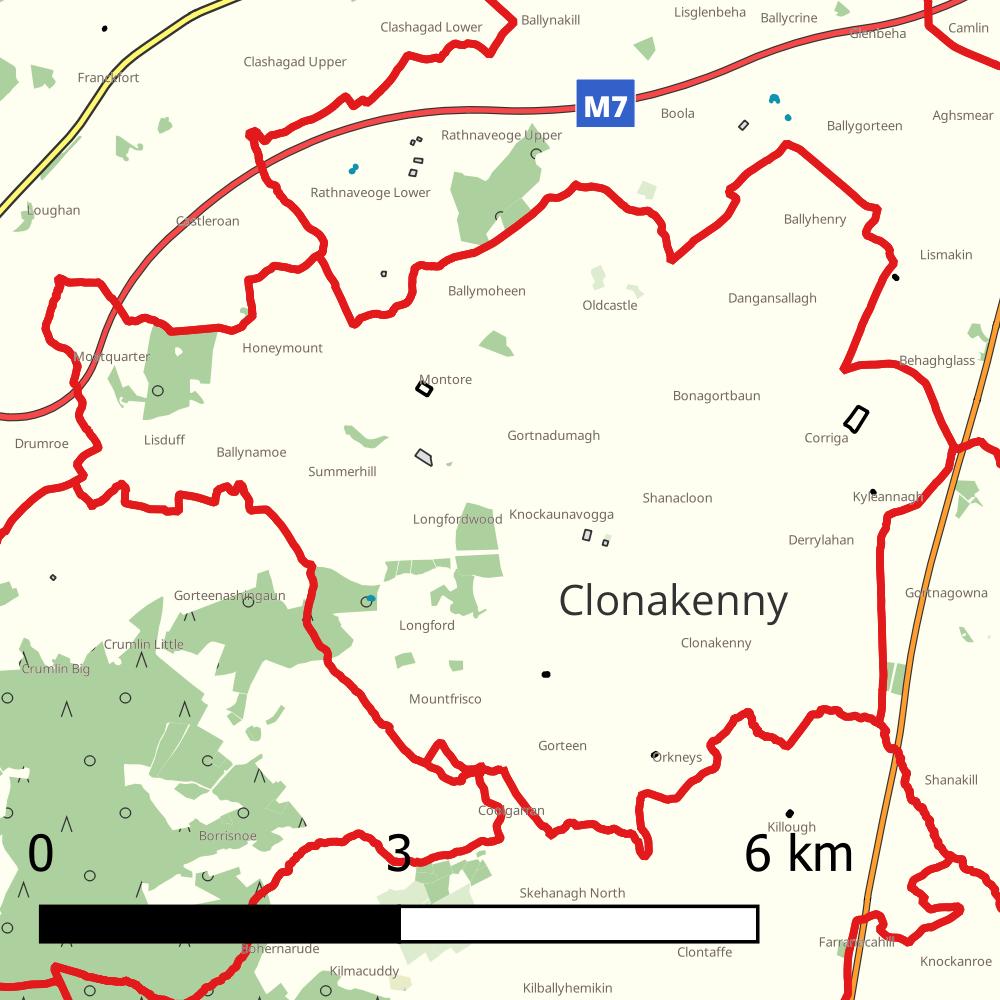 Ballynakill
Lisglenbeha
Ballycrine
Clashagad Lower
Camlin
Glenbeha
Clashagad Upper
Frankfort
M7
Boola
Aghsmear
Ballygorteen
Rathnaveoge Upper
Rathnaveoge Lower
Loughan
Castleroan
Ballyhenry
Lismakin
Ballymoheen
Oldcastle
Dangansallagh
Honeymount
Mo tquarter
Behaghglass
Montore
Bonagortbaun
Drumroe
Lisduff
Gortnadumagh
Corriga
Ballynamoe
Summerhill
Kyleannagh
Shanacloon
Longfordwood
Knockaunavogga
Derrylahan
Gorteenashingaun
Gortnagowna
Clonakenny
Longford
Crumlin Little
Clonakenny
Crumlin Big
Mountfrisco
Gorteen
Orkneys
Shanakill
Coolgarran
Killough
Borrisnoe
0 3 6 km
Skehanagh North
Farranacahill
Bohernarude
Clontaffe
Knockanroe
Kilmacuddy
Kilballyhemikin